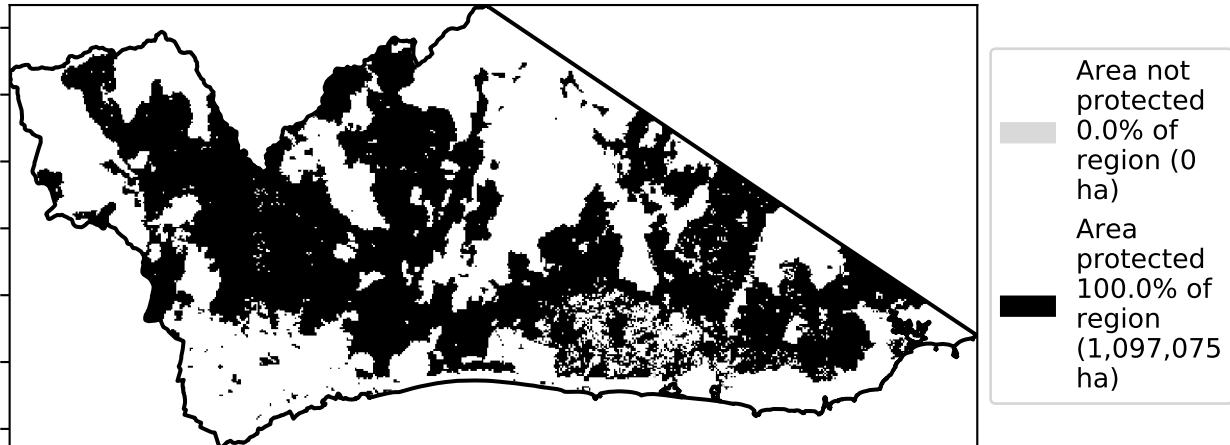 Area not
protected
0.0% of
region (0
ha)
Area
protected
100.0% of
region
(1,097,075
ha)